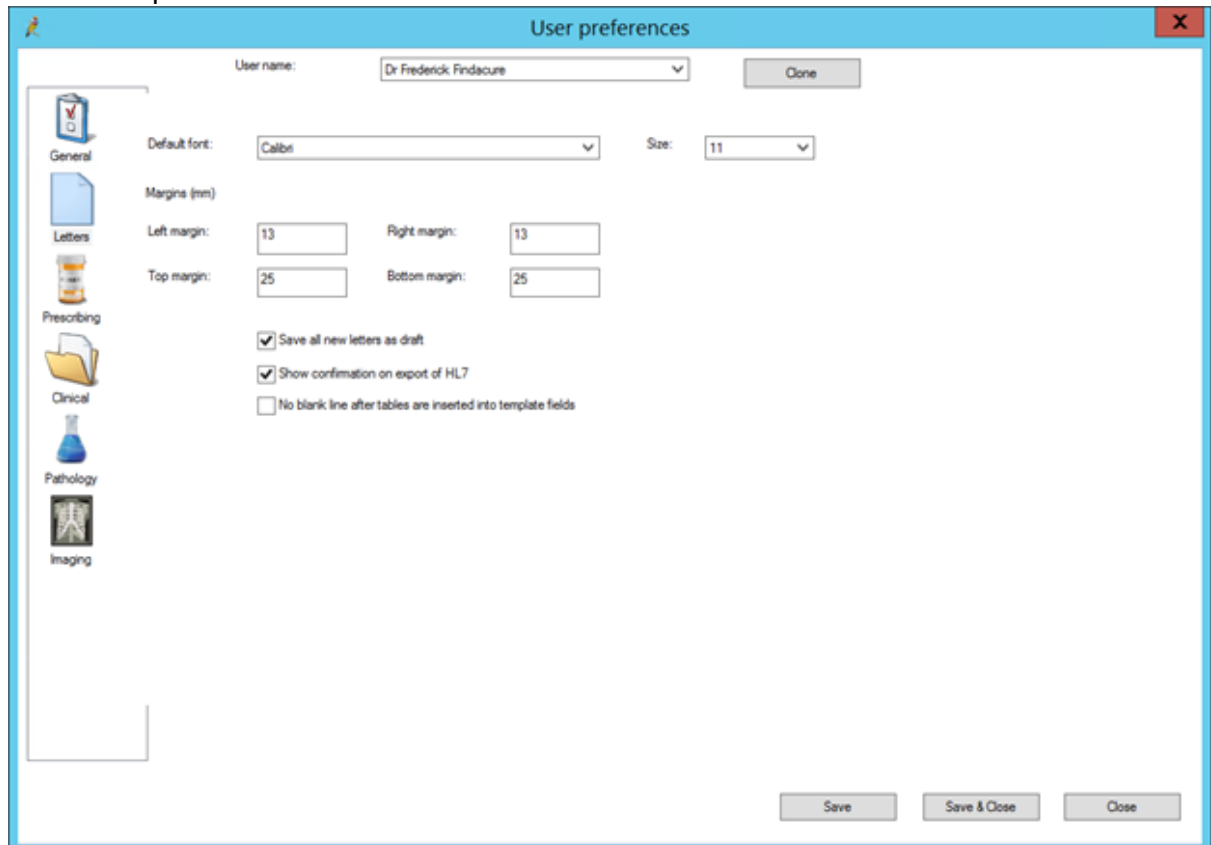 User preferences
X
User name: Dr Frederick Findacure Clone
General
Default font: Calibri Size: 11
Margins (mm)
Letters
Left margin: 13 Right margin: 13
Top margin: 25 Bottom margin: 25
Prescribing
Save all new letters as draft
Show confirmation on export of HL7
Clinical
No blank line after tables are inserted into template fields
Pathology
Imaging
Save Save & Close Close